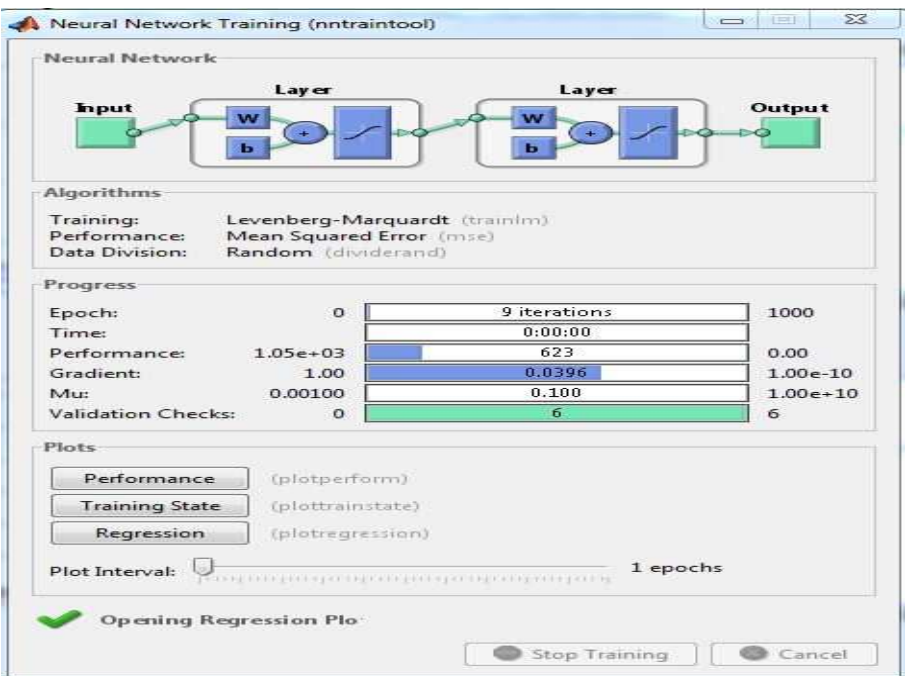 Neural Network Training (nntraintool)
Neural Network
Layer Layer
Input Output
W W
b + b +
Algorithms
Training: Levenberg-Marquardt (trainlm)
Performance: Mean Squared Error (mse)
Data Division: Random (dividerand)
Progress
Epoch: 0 9 iterations 1000
Time: 0:00:00
Performance: 1.05e+03 623 0.00
Gradient: 1.00 0.0396 1.00e-10
Mu: 0.00100 0.100 1.00e+10
Validation Checks: 0 6 6
Plots
Performance (plotperform)
Training State (plottrainstate)
Regression (plotregression)
Plot Interval: 1 epochs
Opening Regression Plo
Stop Training Cancel